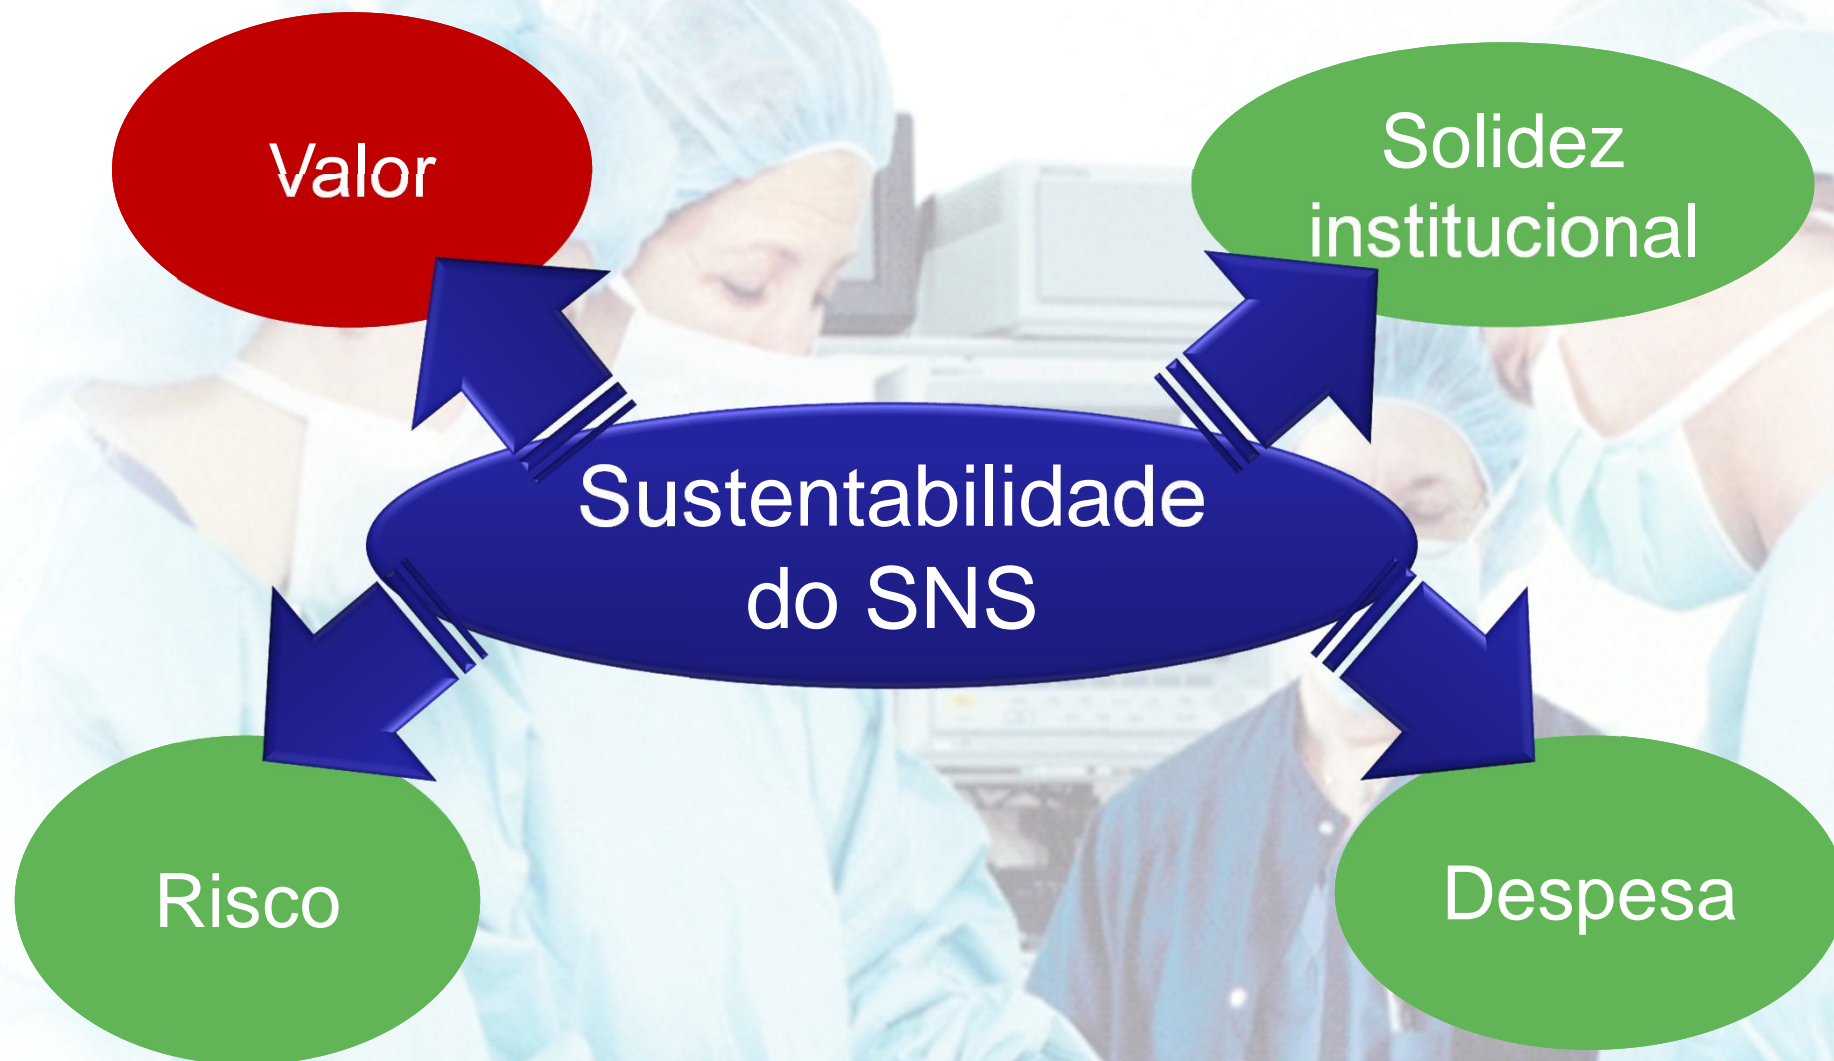 Valor
Solidez
institucional
Sustentabilidade
do SNS
Risco
Despesa